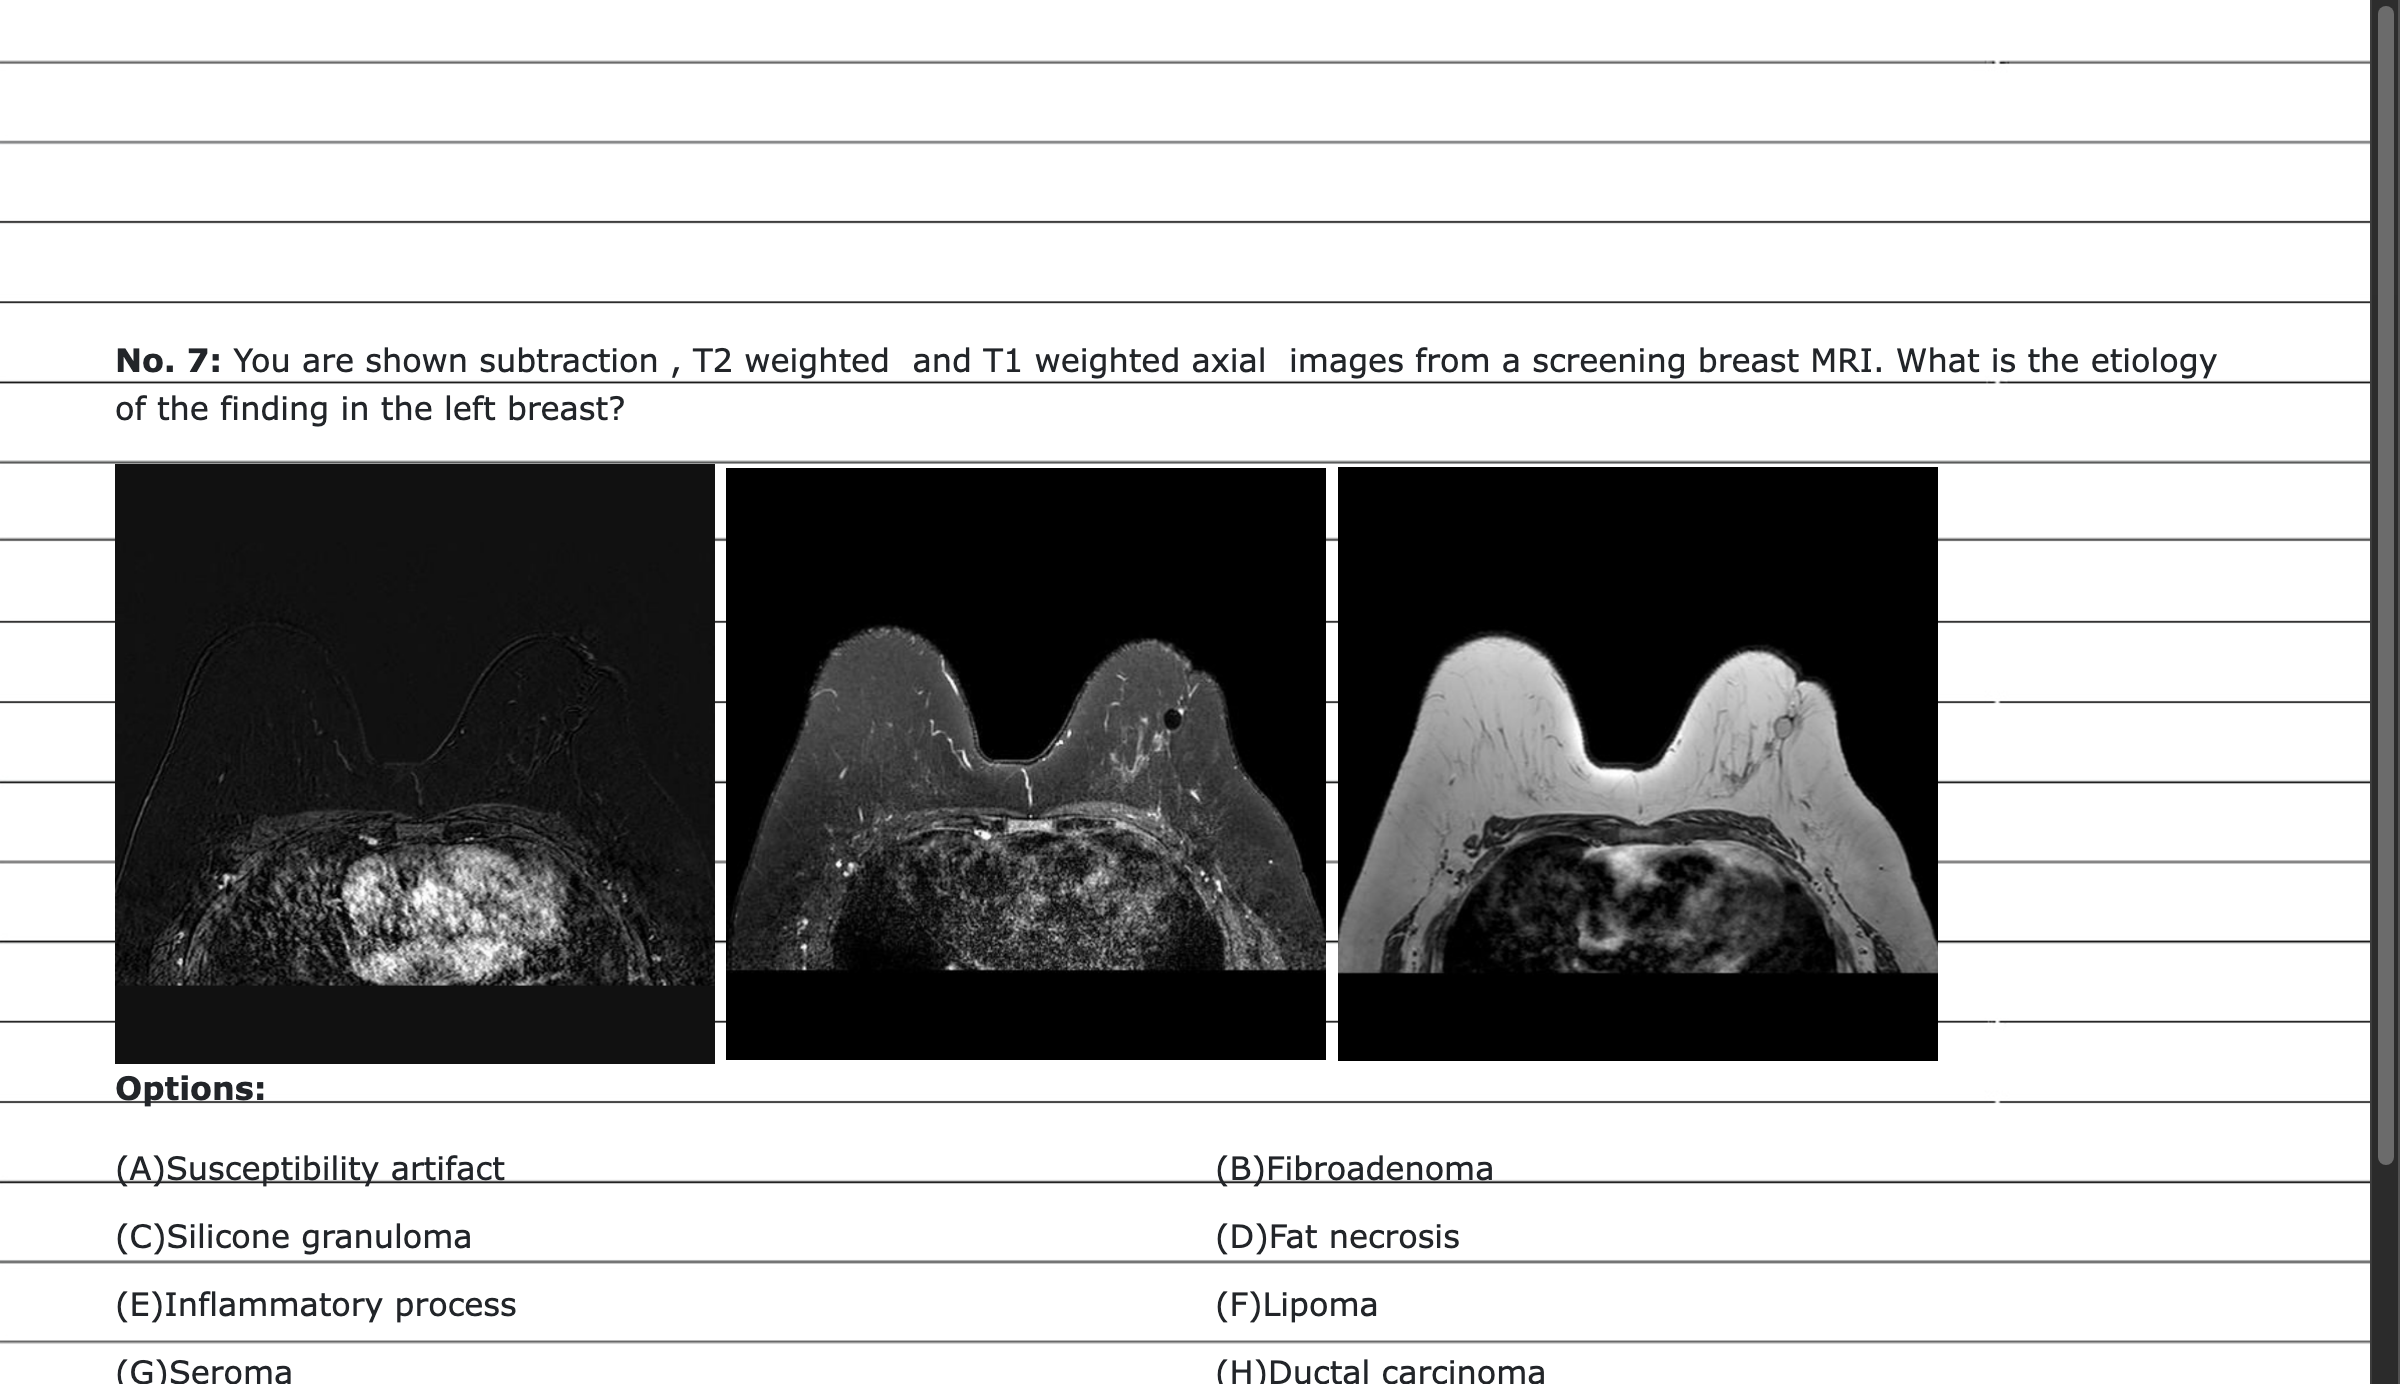 No. 7: You are shown subtraction , T2 weighted  and T1 weighted axial  images from a screening breast MRI. What is the etiology
of the finding in the left breast?
Options:
(A)Susceptibility artifact
(B)Fibroadenoma
(C)Silicone granuloma
(D)Fat necrosis
(E)Inflammatory process
(F)Lipoma
(G)Seroma
(H)Ductal carcinoma